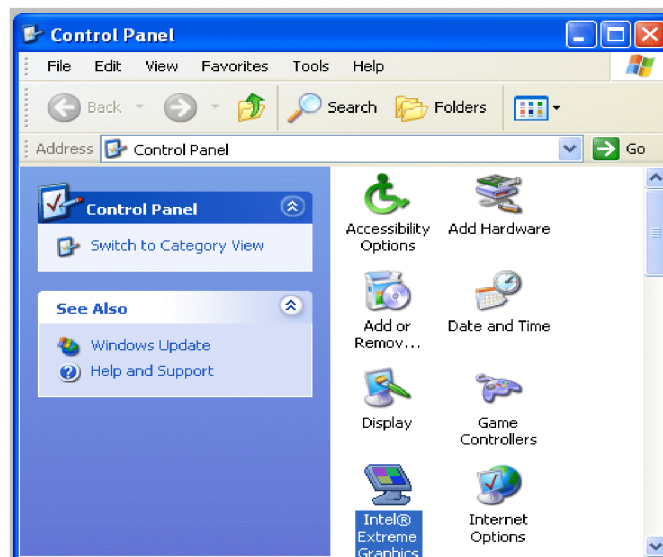 Control Panel
File Edit View Favorites Tools Help
Back Search Folders
Address Control Panel Go
Control Panel
Switch to Category View
See Also
Windows Update
Help and Support
Accessibility
Options
Add Hardware
Add or
Remov...
Date and Time
Display
Game
Controllers
Intel®
Extreme
Graphics
Internet
Options